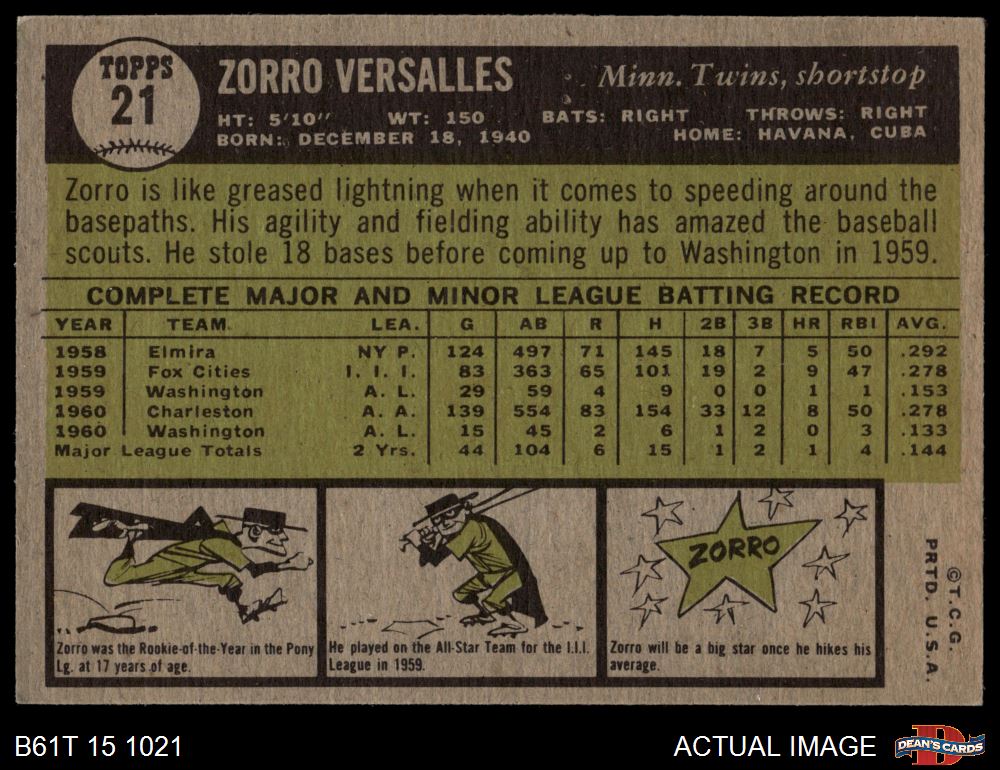 TOPPS
21
ZORRO VERSALLES
Minn. Twins, shortstop
HT: 5'10" WT: 150 BATS: RIGHT THROWS: RIGHT
BORN: DECEMBER 18, 1940 HOME: HAVANA, CUBA
Zorro is like greased lightning when it comes to speeding around the
basepaths. His agility and fielding ability has amazed the baseball
scouts. He stole 18 bases before coming up to Washington in 1959.
COMPLETE MAJOR AND MINOR LEAGUE BATTING RECORD
YEAR TEAM LEA. G AB R H 2B 3B HR RBI AVG.
1958 Elmira NY P. 124 497 71 145 18 7 5 50 .292
1959 Fox Cities I. I. I. 83 363 65 101 19 2 9 47 .278
1959 Washington A. L. 29 59 4 9 0 0 1 1 .153
1960 Charleston A. A. 139 554 83 154 33 12 8 50 .278
1960 Washington A. L. 15 45 2 6 1 2 0 3 .133
Major League Totals 2 Yrs. 44 104 6 15 1 2 1 4 .144
Zorro was the Rookie-of-the-Year in the Pony
Lg. at 17 years of age.
He played on the All-Star Team for the I.I.I.
League in 1959.
ZORRO
Zorro will be a big star once he hikes his
average.
©T.C.G.
PRTD. U.S.A.
B61T 15 1021
ACTUAL IMAGE
D
DEAN'S CARDS